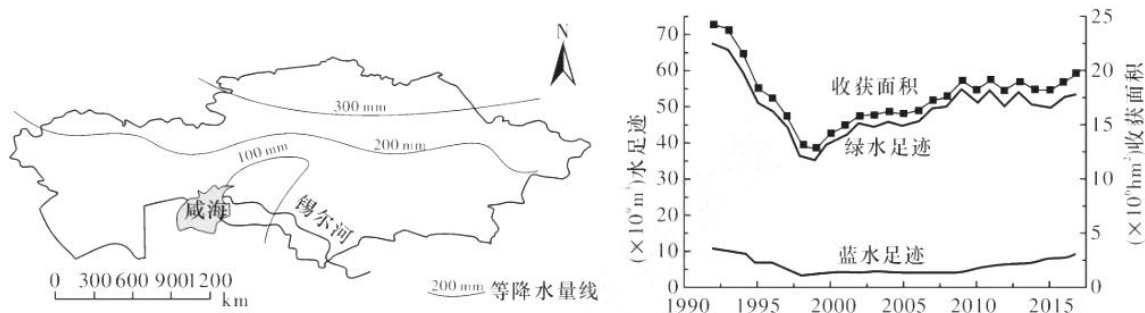 N
300 mm
200 mm
100 mm
咸海
锡尔河
0 300 600 900 1200
km
200 mm 等降水量线
(×10⁹m³)水足迹
70
60
50
40
30
20
10
0
收获面积
绿水足迹
蓝水足迹
1990 1995 2000 2005 2010 2015
25
20
15
10
5
0
(×10⁶hm²)收获面积